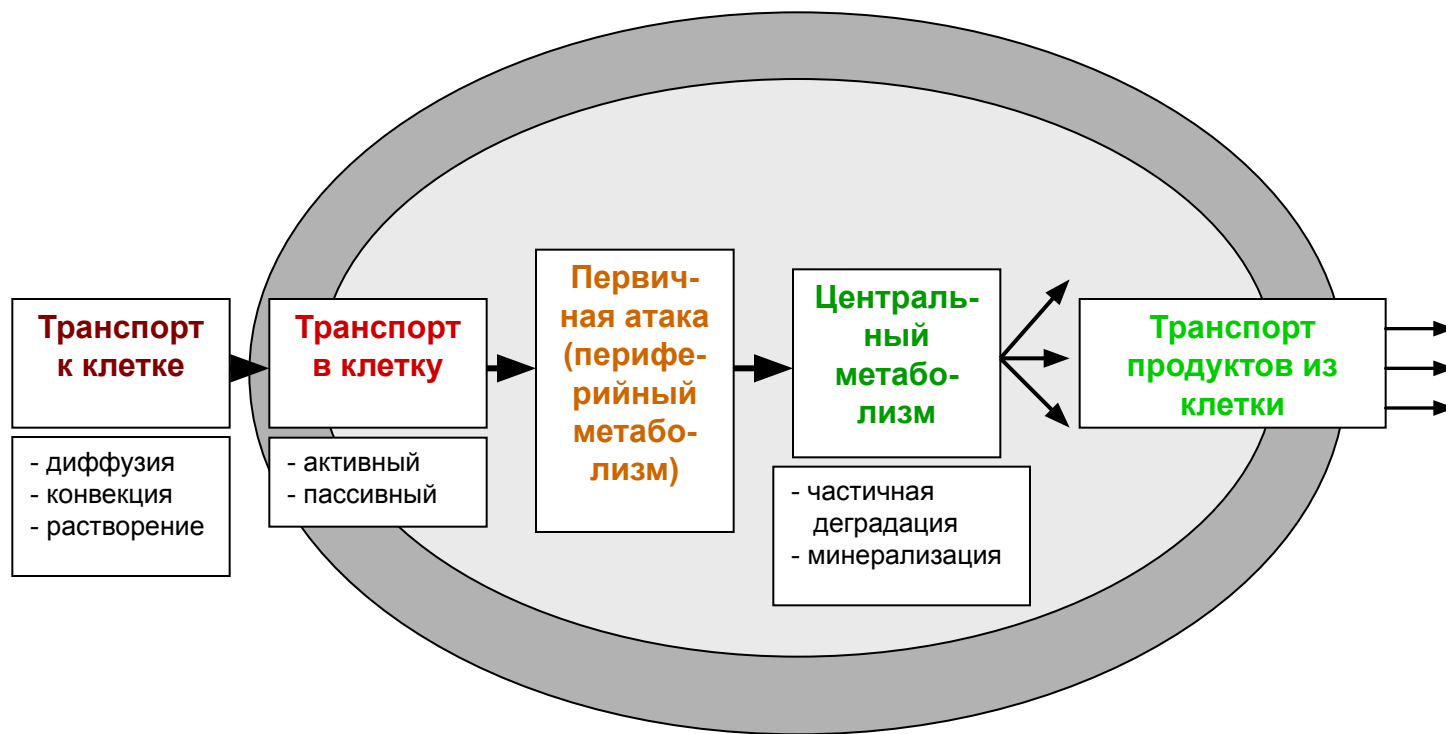 Транспорт
к клетке
- диффузия
- конвекция
- растворение
Транспорт
в клетку
- активный
- пассивный
Первич-
ная атака
(перифе-
рийный
метабо-
лизм)
Централь-
ный
метабо-
лизм
- частичная
деградация
- минерализация
Транспорт
продуктов из
клетки